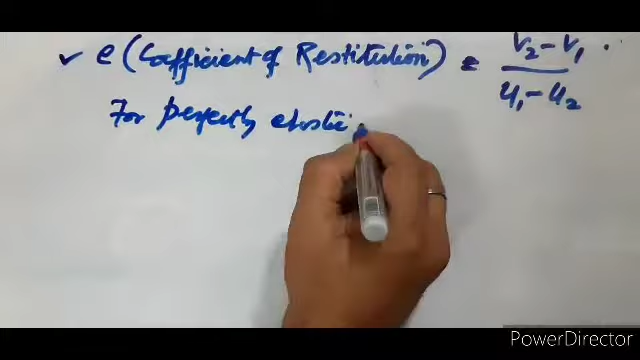 ✓ e (Coefficient of Restitution) = (V₂ - V₁) / (u₁ - u₂)
For perfectly elastic
PowerDirector